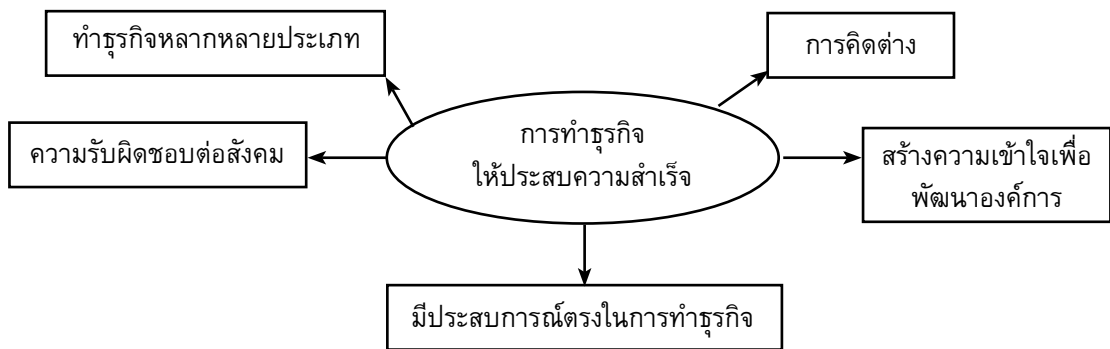 ทำธุรกิจหลากหลายประเภท
การคิดต่าง
ความรับผิดชอบต่อสังคม
การทำธุรกิจ
ให้ประสบความสำเร็จ
สร้างความเข้าใจเพื่อ
พัฒนาองค์การ
มีประสบการณ์ตรงในการทำธุรกิจ